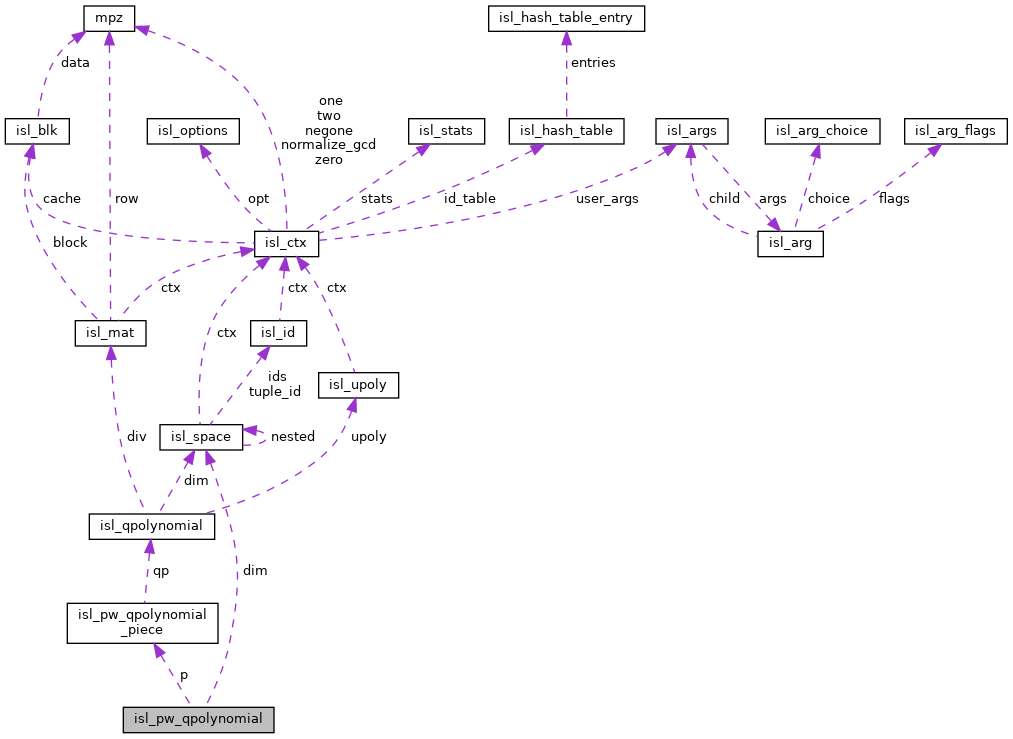 mpz
isl_hash_table_entry
data
entries
one
two
negone
normalize_gcd
zero
isl_blk
isl_options
isl_stats
isl_hash_table
isl_args
isl_arg_choice
isl_arg_flags
cache
row
opt
stats
id_table
user_args
child
args
choice
flags
block
isl_ctx
isl_arg
ctx
ctx
ctx
isl_mat
ctx
isl_id
ids
tuple_id
isl_upoly
div
isl_space
nested
upoly
dim
isl_qpolynomial
qp
dim
isl_pw_qpolynomial
_piece
p
isl_pw_qpolynomial